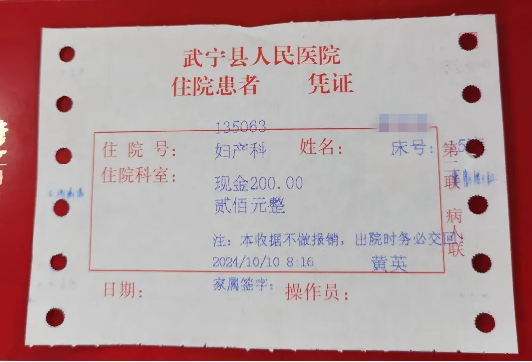 武宁县人民医院
住院患者 凭证
135063
住院号： 妇产科 姓名： 床号：
住院科室： 现金200.00
贰佰元整
注：本收据不做报销，出院时务必交回
2024/10/10 8:16 黄英
日期： 家属签字： 操作员：
第二联 病人联